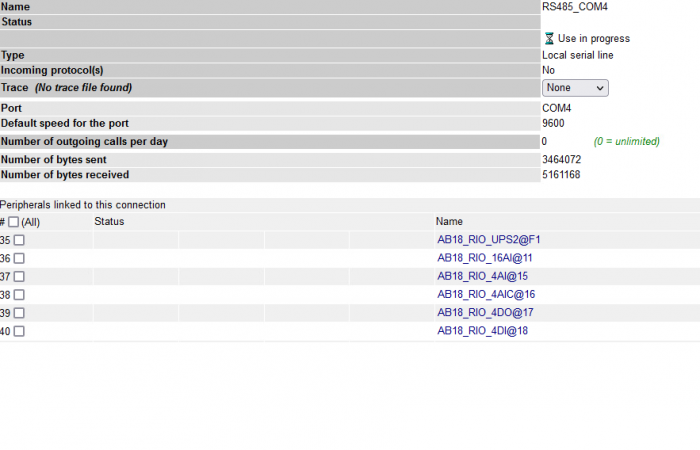 Name RS485_COM4
Status
Use in progress
Type Local serial line
Incoming protocol(s) No
Trace (No trace file found) None
Port COM4
Default speed for the port 9600
Number of outgoing calls per day 0 (0 = unlimited)
Number of bytes sent 3464072
Number of bytes received 5161168
Peripherals linked to this connection
# (All) Status Name
35 AB18_RIO_UPS2@F1
36 AB18_RIO_16AI@11
37 AB18_RIO_4AI@15
38 AB18_RIO_4AIC@16
39 AB18_RIO_4DO@17
40 AB18_RIO_4DI@18